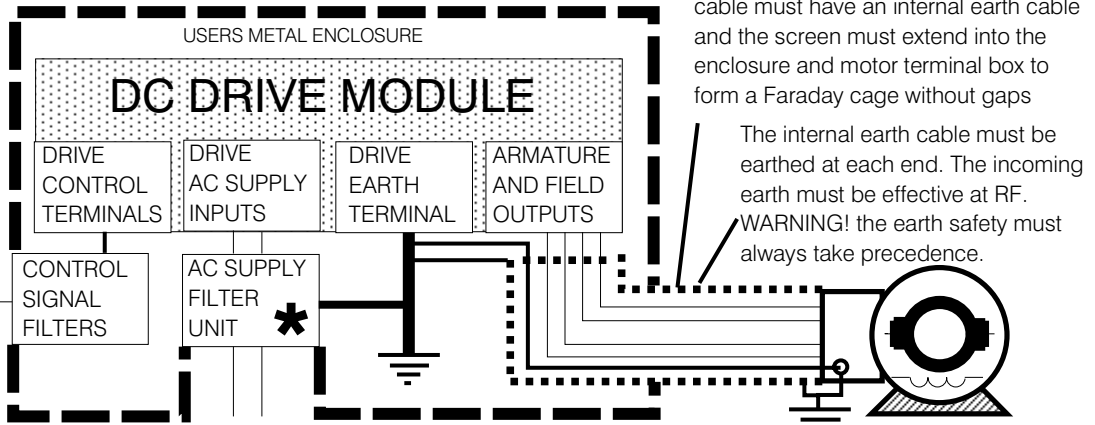 cable must have an internal earth cable
and the screen must extend into the
enclosure and motor terminal box to
form a Faraday cage without gaps
USERS METAL ENCLOSURE
DC DRIVE MODULE
The internal earth cable must be
earthed at each end. The incoming
earth must be effective at RF.
WARNING! the earth safety must
always take precedence.
DRIVE
CONTROL
TERMINALS
DRIVE
AC SUPPLY
INPUTS
DRIVE
EARTH
TERMINAL
ARMATURE
AND FIELD
OUTPUTS
CONTROL
SIGNAL
FILTERS
AC SUPPLY
FILTER
UNIT *